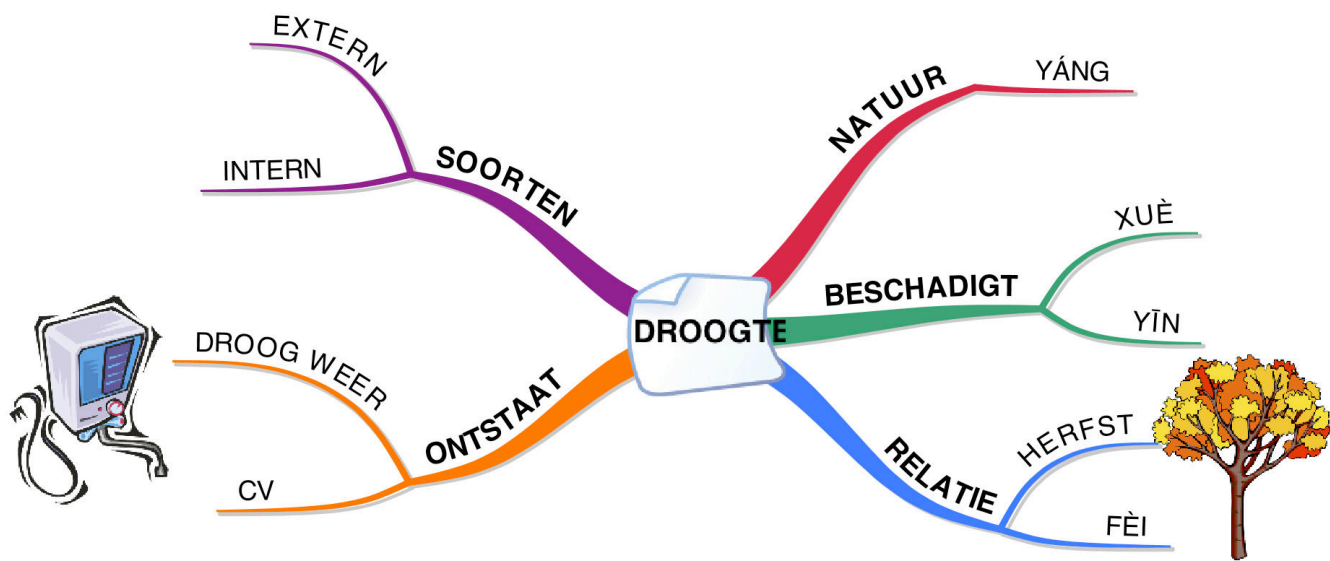 DROOGTE
NATUUR
YÁNG
BESCHADIGT
XUÈ
YĪN
RELATIE
HERFST
FÈI
ONTSTAAT
CV
DROOG WEER
SOORTEN
INTERN
EXTERN